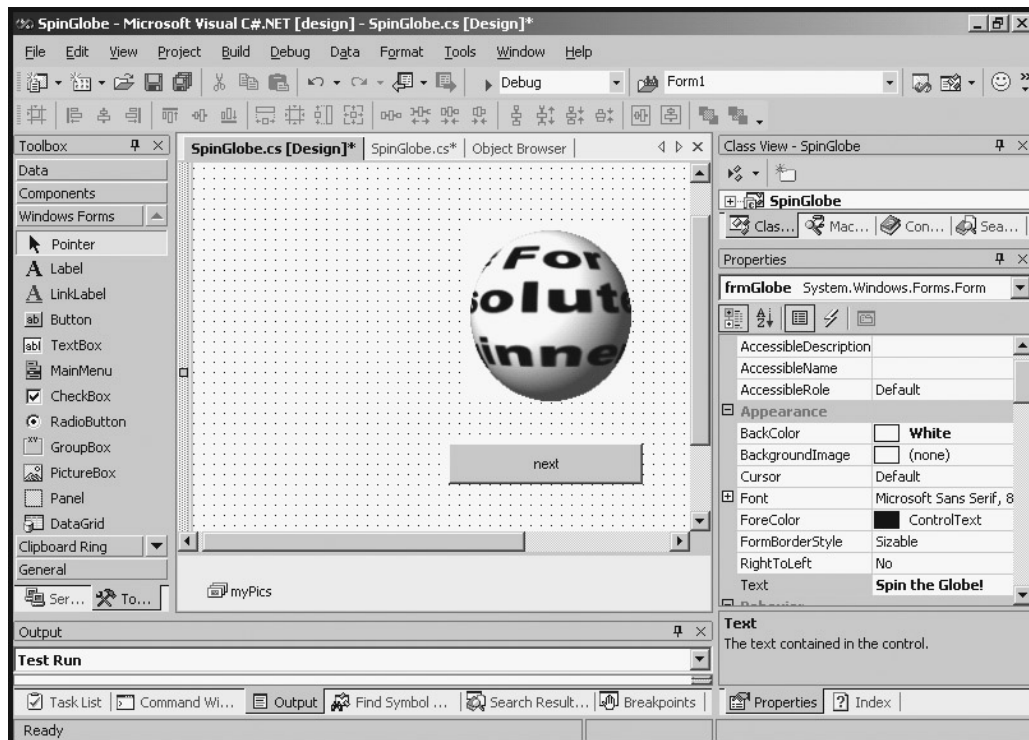 SpinGlobe - Microsoft Visual C#.NET [design] - SpinGlobe.cs [Design]*
File Edit View Project Build Debug Data Format Tools Window Help
Debug Form1
Toolbox
Data
Components
Windows Forms
Pointer
A Label
A LinkLabel
ab Button
abl TextBox
MainMenu
CheckBox
RadioButton
XY GroupBox
PictureBox
Panel
DataGrid
Clipboard Ring
General
Ser... To...
SpinGlobe.cs [Design]* SpinGlobe.cs* Object Browser
For
solute
inne
next
myPics
Class View - SpinGlobe
SpinGlobe
Clas... Mac... Con... Sea...
Properties
frmGlobe System.Windows.Forms.Form
AccessibleDescription
AccessibleName
AccessibleRole Default
Appearance
BackColor White
BackgroundImage (none)
Cursor Default
Font Microsoft Sans Serif, 8
ForeColor ControlText
FormBorderStyle Sizable
RightToLeft No
Text Spin the Globe!
Behavior
Text
The text contained in the control.
Properties Index
Output
Test Run
Task List Command Wi... Output Find Symbol ... Search Result... Breakpoints
Ready